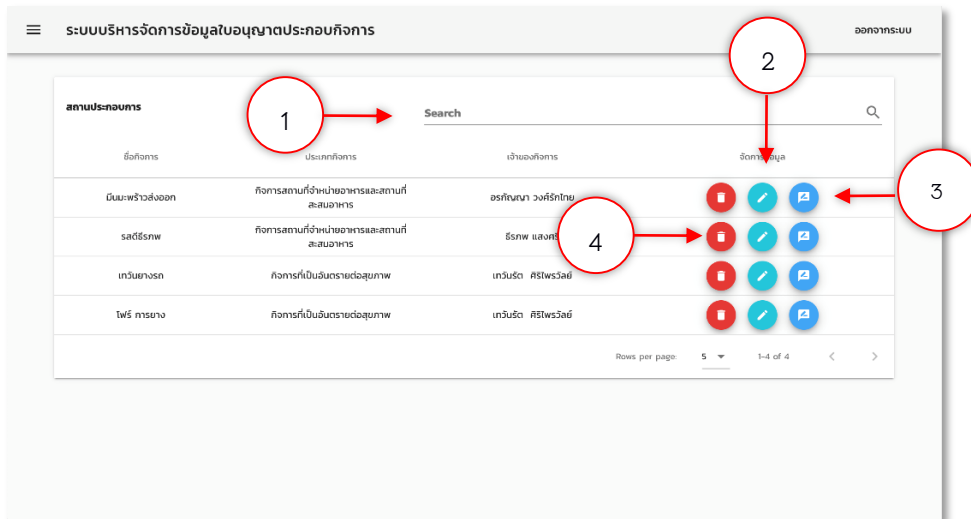 ระบบบริหารจัดการข้อมูลใบอนุญาตประกอบกิจการ
ออกจากระบบ
2
สถานประกอบการ
1
Search
ชื่อกิจการ
ประเภทกิจการ
เจ้าของกิจการ
มีนมะพร้าวส่งออก
กิจการสถานที่จำหน่ายอาหารและสถานที่
สะสมอาหาร
อรกัญญา วงศ์รักไทย
3
รสดีธีรภพ
กิจการสถานที่จำหน่ายอาหารและสถานที่
สะสมอาหาร
ธีรภพ
4
เทวินยางรถ
กิจการที่เป็นอันตรายต่อสุขภาพ
เทวินรัต ศิริไพรวัลย์
โฟร์ การยาง
กิจการที่เป็นอันตรายต่อสุขภาพ
เทวินรัต ศิริไพรวัลย์
Rows per page:
5
1-4 of 4